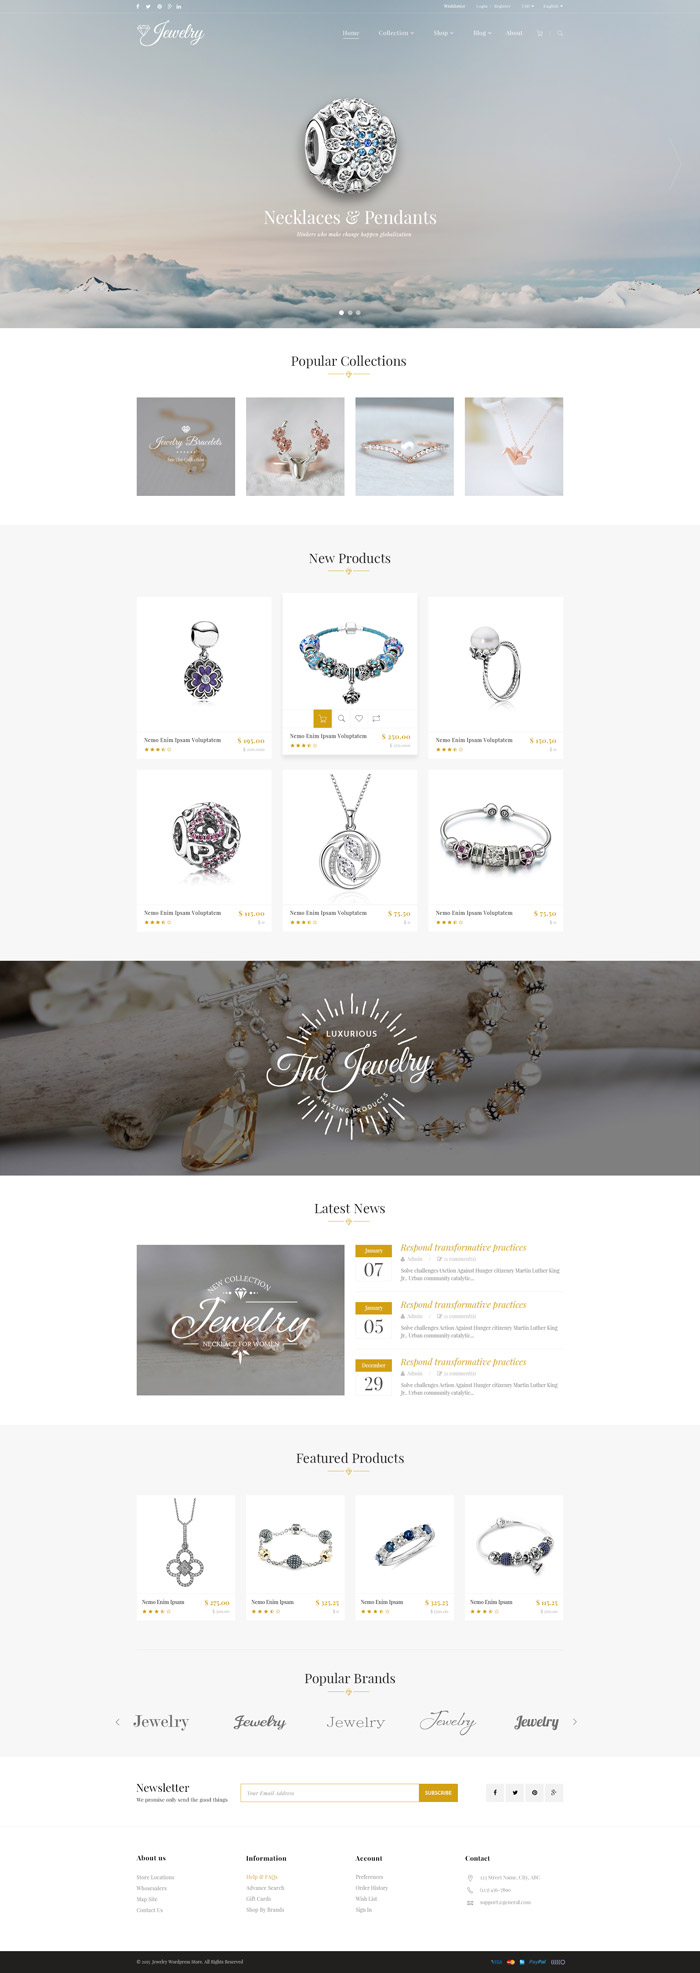 Wishlist
Login / Register
USD
English
Jewelry
Home
Collection
Shop
Blog
About
Necklaces & Pendants
Hinkers who make change happen globalization
Popular Collections
Jewelry Bracelets
See Our Collection
New Products
Nemo Enim Ipsam Voluptatem
$ 195.00
Nemo Enim Ipsam Voluptatem
$ 250.00
Nemo Enim Ipsam Voluptatem
$ 150.50
Nemo Enim Ipsam Voluptatem
$ 115.00
Nemo Enim Ipsam Voluptatem
$ 75.50
Nemo Enim Ipsam Voluptatem
$ 75.50
LUXURIOUS
The Jewelry
AMAZING PRODUCTS
Latest News
NEW COLLECTION
Jewelry
NECKLACE FOR WOMEN
January
07
Respond transformative practices
Admin
Solve challenges tAction Against Hunger citizenry Martin Luther King
Jr.. Urban community catalytic...
January
05
Respond transformative practices
Admin
Solve challenges Action Against Hunger citizenry Martin Luther King
Jr.. Urban community catalytic...
December
29
Respond transformative practices
Admin
Solve challenges Action Against Hunger citizenry Martin Luther King
Jr.. Urban community catalytic...
Featured Products
Nemo Enim Ipsam
$ 275.00
Nemo Enim Ipsam
$ 325.25
Nemo Enim Ipsam
$ 325.25
Nemo Enim Ipsam
$ 115.25
Popular Brands
Jewelry
Jewelry
Jewelry
Jewelry
Jewelry
Newsletter
We promise only send the good things
Your Email Address
SUBSCRIBE
About us
Store Locations
Wholesalers
Map Site
Contact Us
Information
Help & FAQs
Advance Search
Gift Cards
Shop By Brands
Account
Preferences
Order History
Wish List
Sign In
Contact
123 Street Name, City, ABC
(123) 456-7890
support@general.com
© 2015 Jewelry Wordpress Store. All Rights Reserved
VISA
PayPal